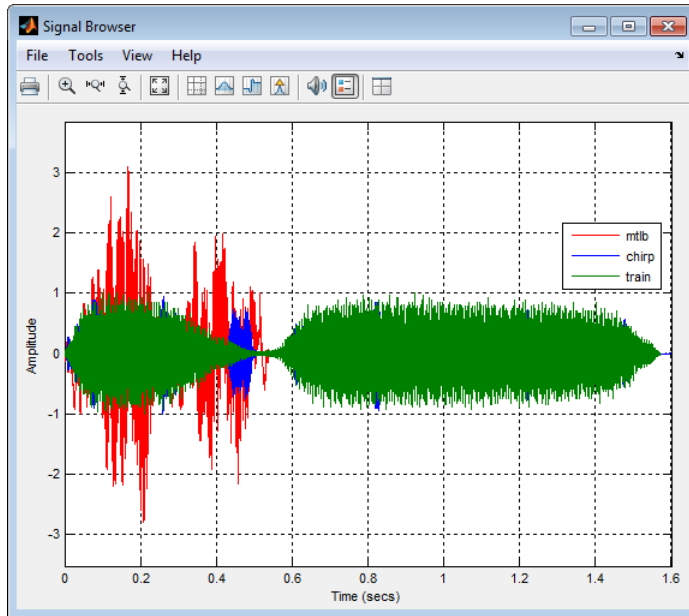 Signal Browser
File Tools View Help
3
2
1
0
-1
-2
-3
Amplitude
mtlb
chirp
train
0 0.2 0.4 0.6 0.8 1 1.2 1.4 1.6
Time (secs)